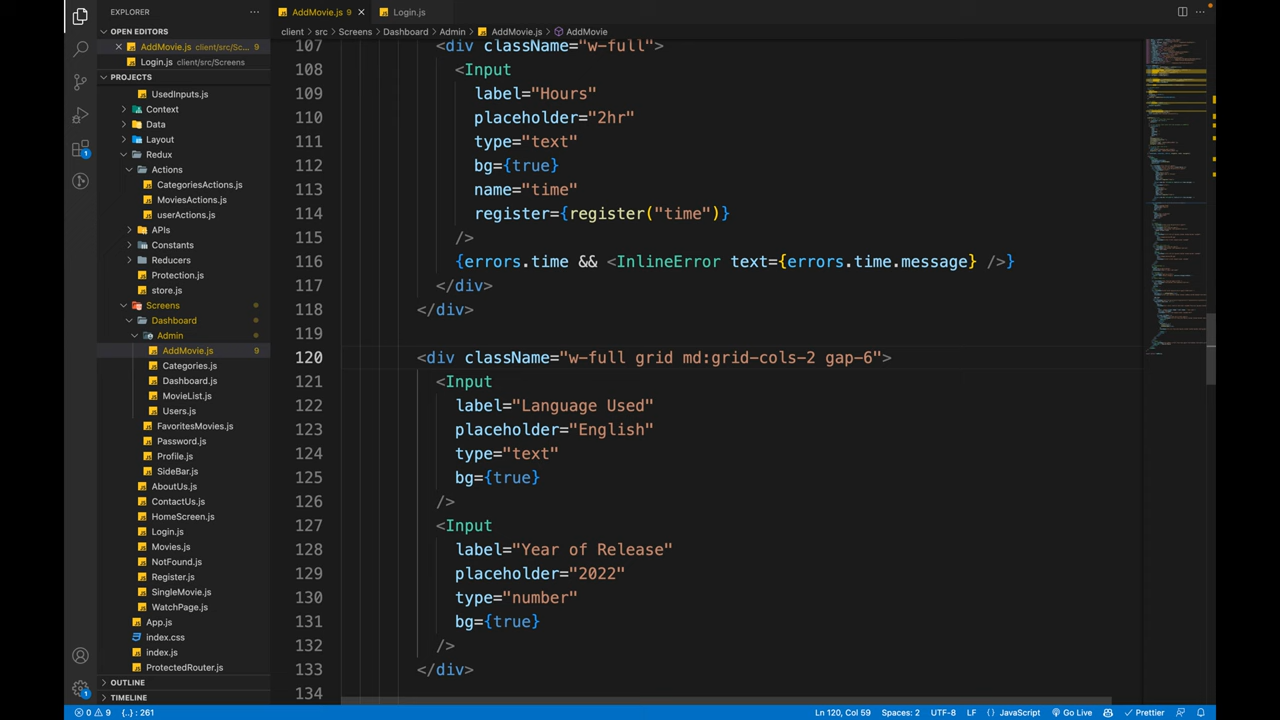 EXPLORER
AddMovie.js 9
Login.js
OPEN EDITORS
client > src > Screens > Dashboard > Admin > AddMovie.js > AddMovie
AddMovie.js client/src/Sc... 9
Login.js client/src/Screens
PROJECTS
UsedInputs.js
Context
Data
Layout
Redux
Actions
CategoriesActions.js
MoviesActions.js
userActions.js
APIs
Constants
Reducers
Protection.js
store.js
Screens
Dashboard
Admin
AddMovie.js 9
Categories.js
Dashboard.js
MovieList.js
Users.js
FavoritesMovies.js
Password.js
Profile.js
SideBar.js
AboutUs.js
ContactUs.js
HomeScreen.js
Login.js
Movies.js
NotFound.js
Register.js
SingleMovie.js
WatchPage.js
App.js
index.css
index.js
ProtectedRouter.js
OUTLINE
TIMELINE
107 <div className="w-full">
108 <Input
109 label="Hours"
110 placeholder="2hr"
111 type="text"
112 bg={true}
113 name="time"
114 register={register("time")}
115 />
116 {errors.time && <InlineError text={errors.time.message} />}
117 </div>
118 </div>
119
120 <div className="w-full grid md:grid-cols-2 gap-6">
121 <Input
122 label="Language Used"
123 placeholder="English"
124 type="text"
125 bg={true}
126 />
127 <Input
128 label="Year of Release"
129 placeholder="2022"
130 type="number"
131 bg={true}
132 />
133 </div>
134
1
1
0 9 {..} : 261
Ln 120, Col 59 Spaces: 2 UTF-8 LF {} JavaScript Go Live Prettier